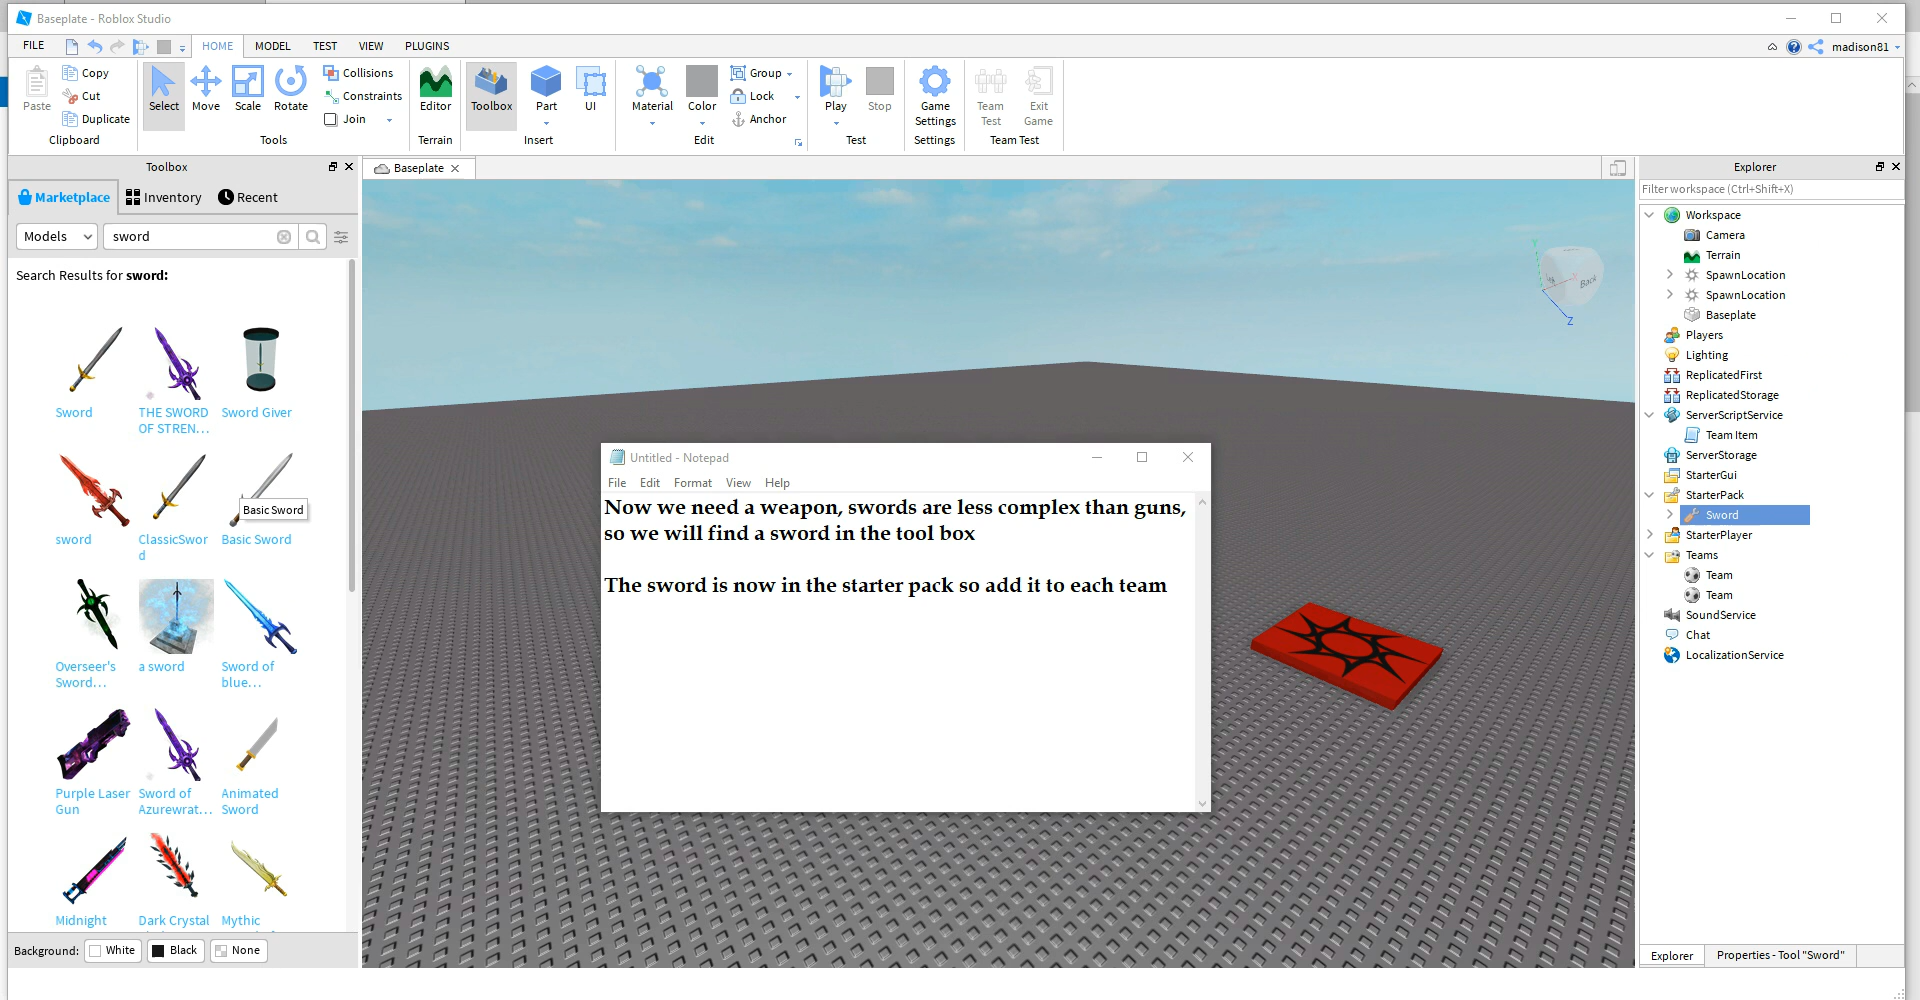 Baseplate - Roblox Studio
FILE HOME MODEL TEST VIEW PLUGINS madison81
Paste Copy Cut Duplicate
Select Move Scale Rotate
Collisions
Constraints
Join
Editor Toolbox Part UI
Material Color
Group
Lock
Anchor
Play Stop
Game Settings
Team Test
Exit Game
Clipboard Tools Terrain Insert Edit Test Settings Team Test
Toolbox
Marketplace Inventory Recent
Models sword
Search Results for sword:
Sword
THE SWORD
OF STREN...
Sword Giver
sword
ClassicSwor
d
Basic Sword
Basic Sword
Overseer's
Sword...
a sword
Sword of
blue...
Purple Laser
Gun
Sword of
Azurewrat...
Animated
Sword
Midnight
Dark Crystal
Mythic
Background: White Black None
Baseplate
Back
Y
X
Z
Untitled - Notepad
File Edit Format View Help
Now we need a weapon, swords are less complex than guns,
so we will find a sword in the tool box
The sword is now in the starter pack so add it to each team
Explorer
Filter workspace (Ctrl+Shift+X)
Workspace
Camera
Terrain
SpawnLocation
SpawnLocation
Baseplate
Players
Lighting
ReplicatedFirst
ReplicatedStorage
ServerScriptService
Team Item
ServerStorage
StarterGui
StarterPack
Sword
StarterPlayer
Teams
Team
Team
SoundService
Chat
LocalizationService
Explorer Properties - Tool "Sword"